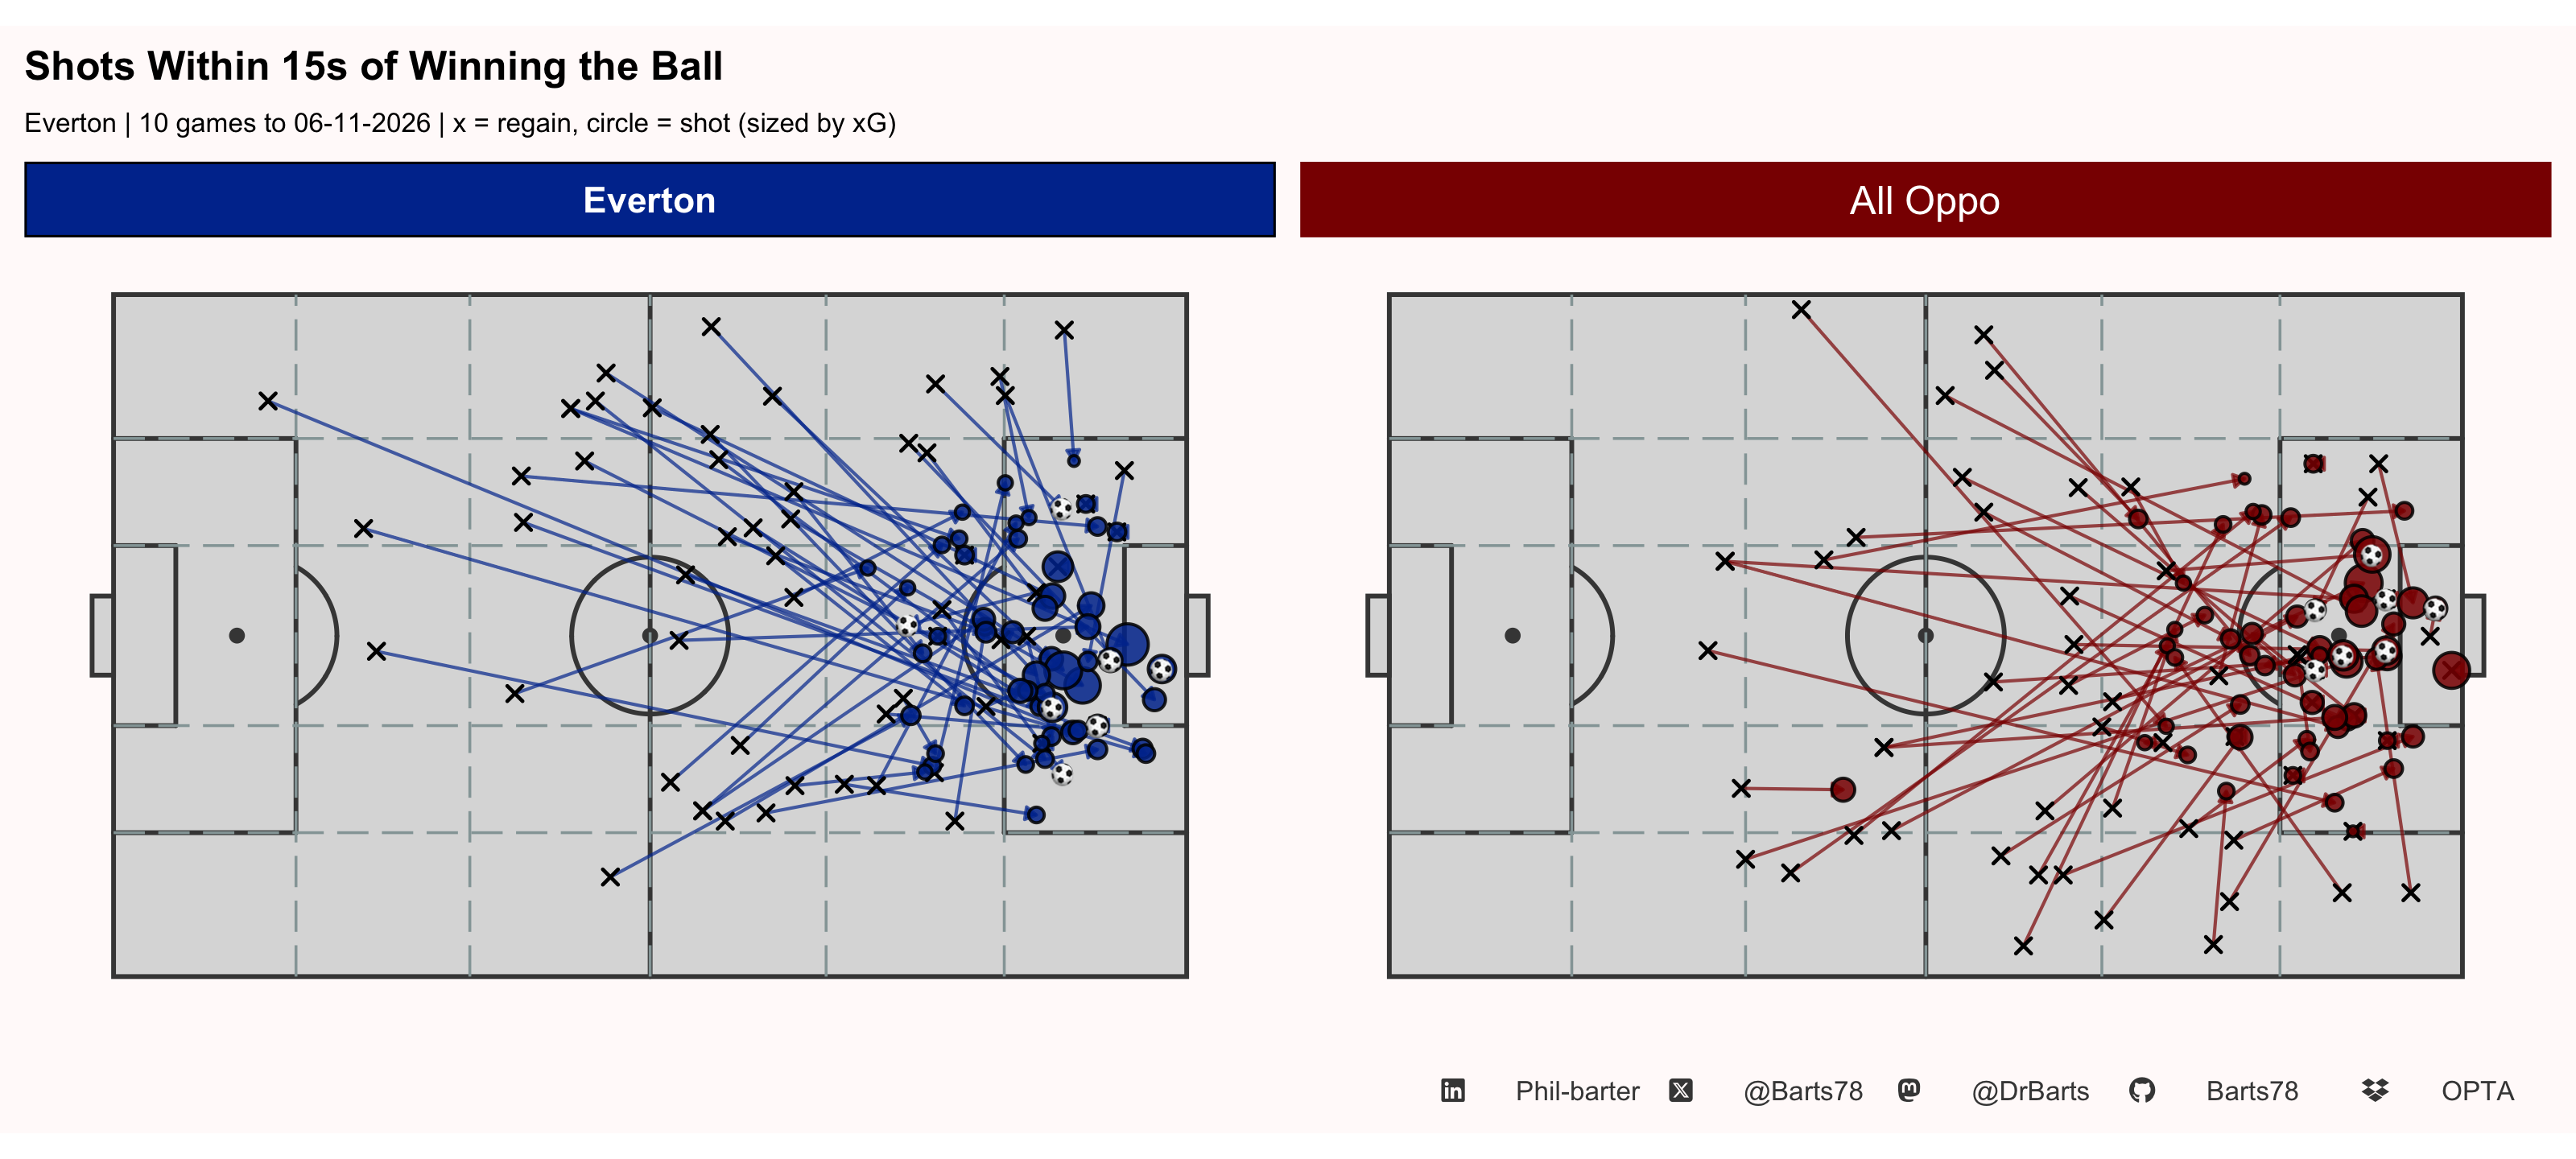 Shots Within 15s of Winning the Ball
Everton | 10 games to 06-11-2026 | x = regain, circle = shot (sized by xG)
Everton
All Oppo
Phil-barter @Barts78 @DrBarts Barts78 OPTA